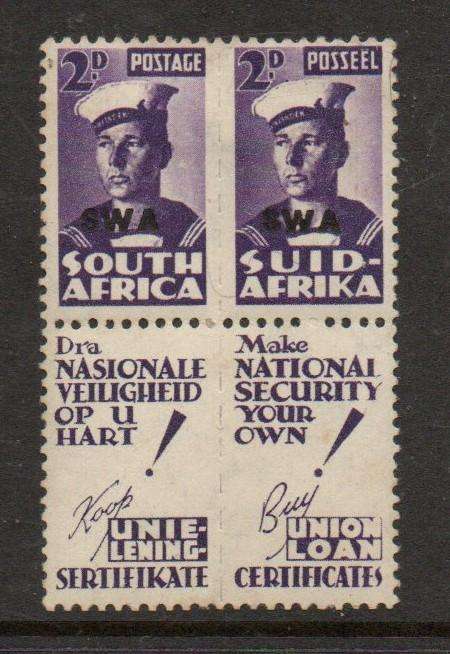 2D POSTAGE
SWA
SOUTH
AFRICA
2D POSSEEL
SWA
SUID-
AFRIKA
Dra
NASIONALE
VEILIGHEID
OP U
HART!
Koop
UNIE-
LENING-
SERTIFIKATE
Make
NATIONAL
SECURITY
YOUR
OWN!
Buy
UNION
LOAN
CERTIFICATES